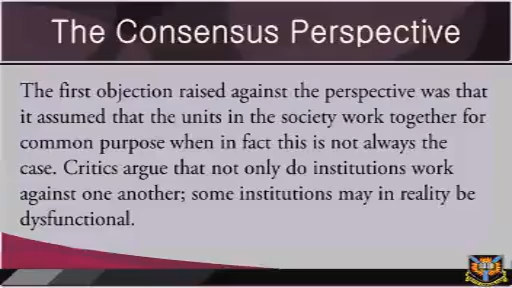 The Consensus Perspective
The first objection raised against the perspective was that
it assumed that the units in the society work together for
common purpose when in fact this is not always the
case. Critics argue that not only do institutions work
against one another; some institutions may in reality be
dysfunctional.